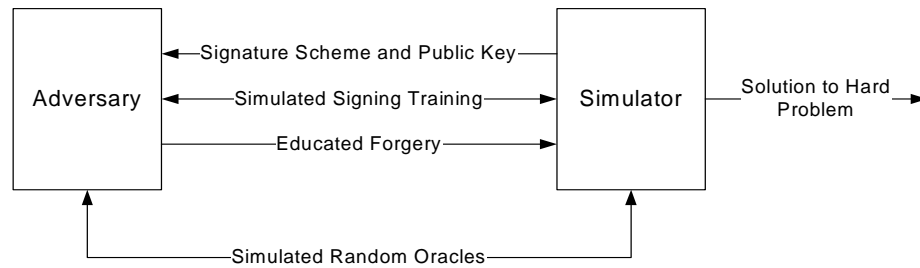 Signature Scheme and Public Key
Adversary
Simulated Signing Training
Simulator
Solution to Hard
Problem
Educated Forgery
Simulated Random Oracles